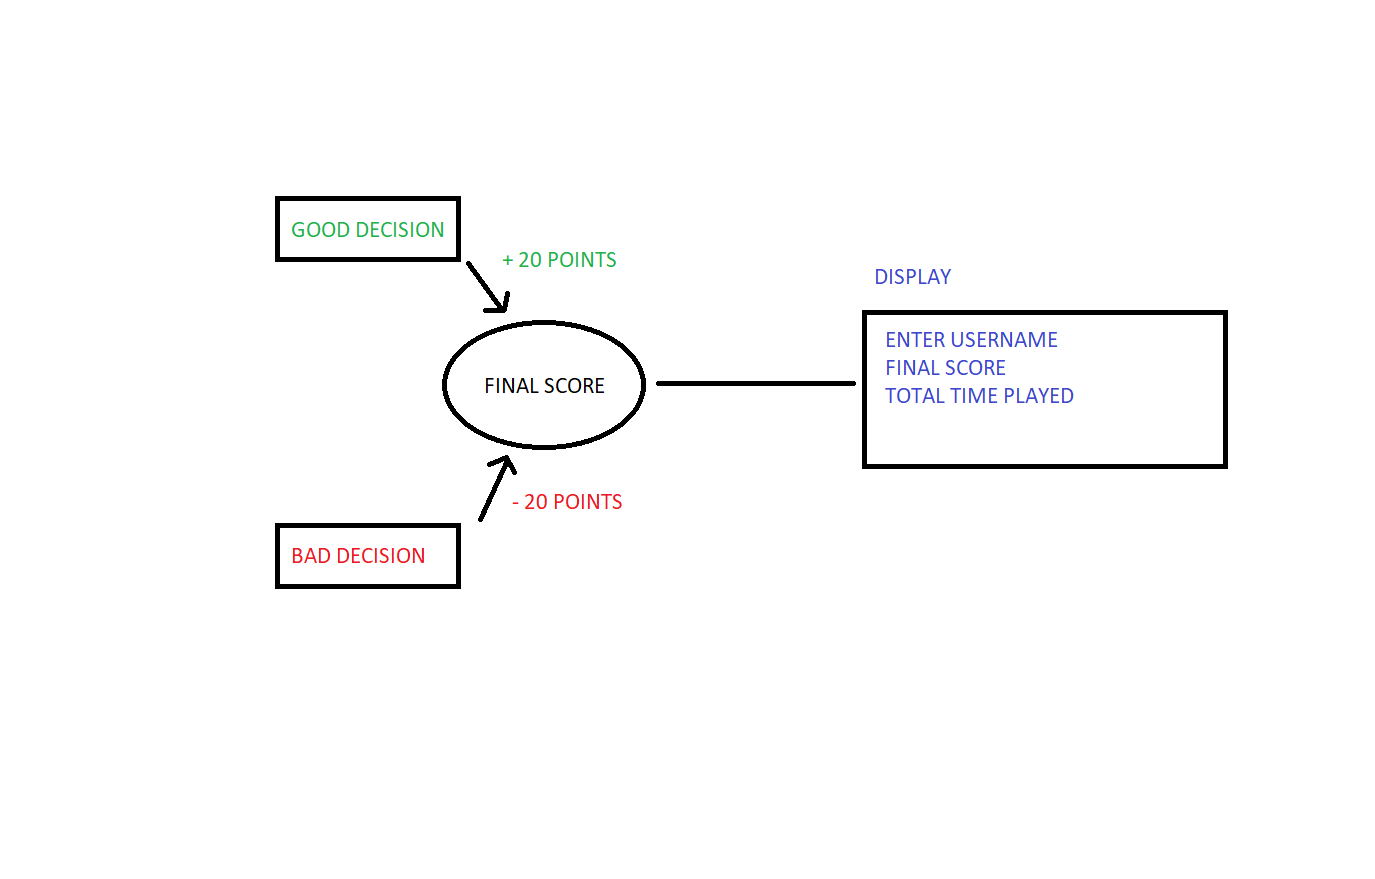 GOOD DECISION
+ 20 POINTS
DISPLAY
ENTER USERNAME
FINAL SCORE
TOTAL TIME PLAYED
FINAL SCORE
- 20 POINTS
BAD DECISION